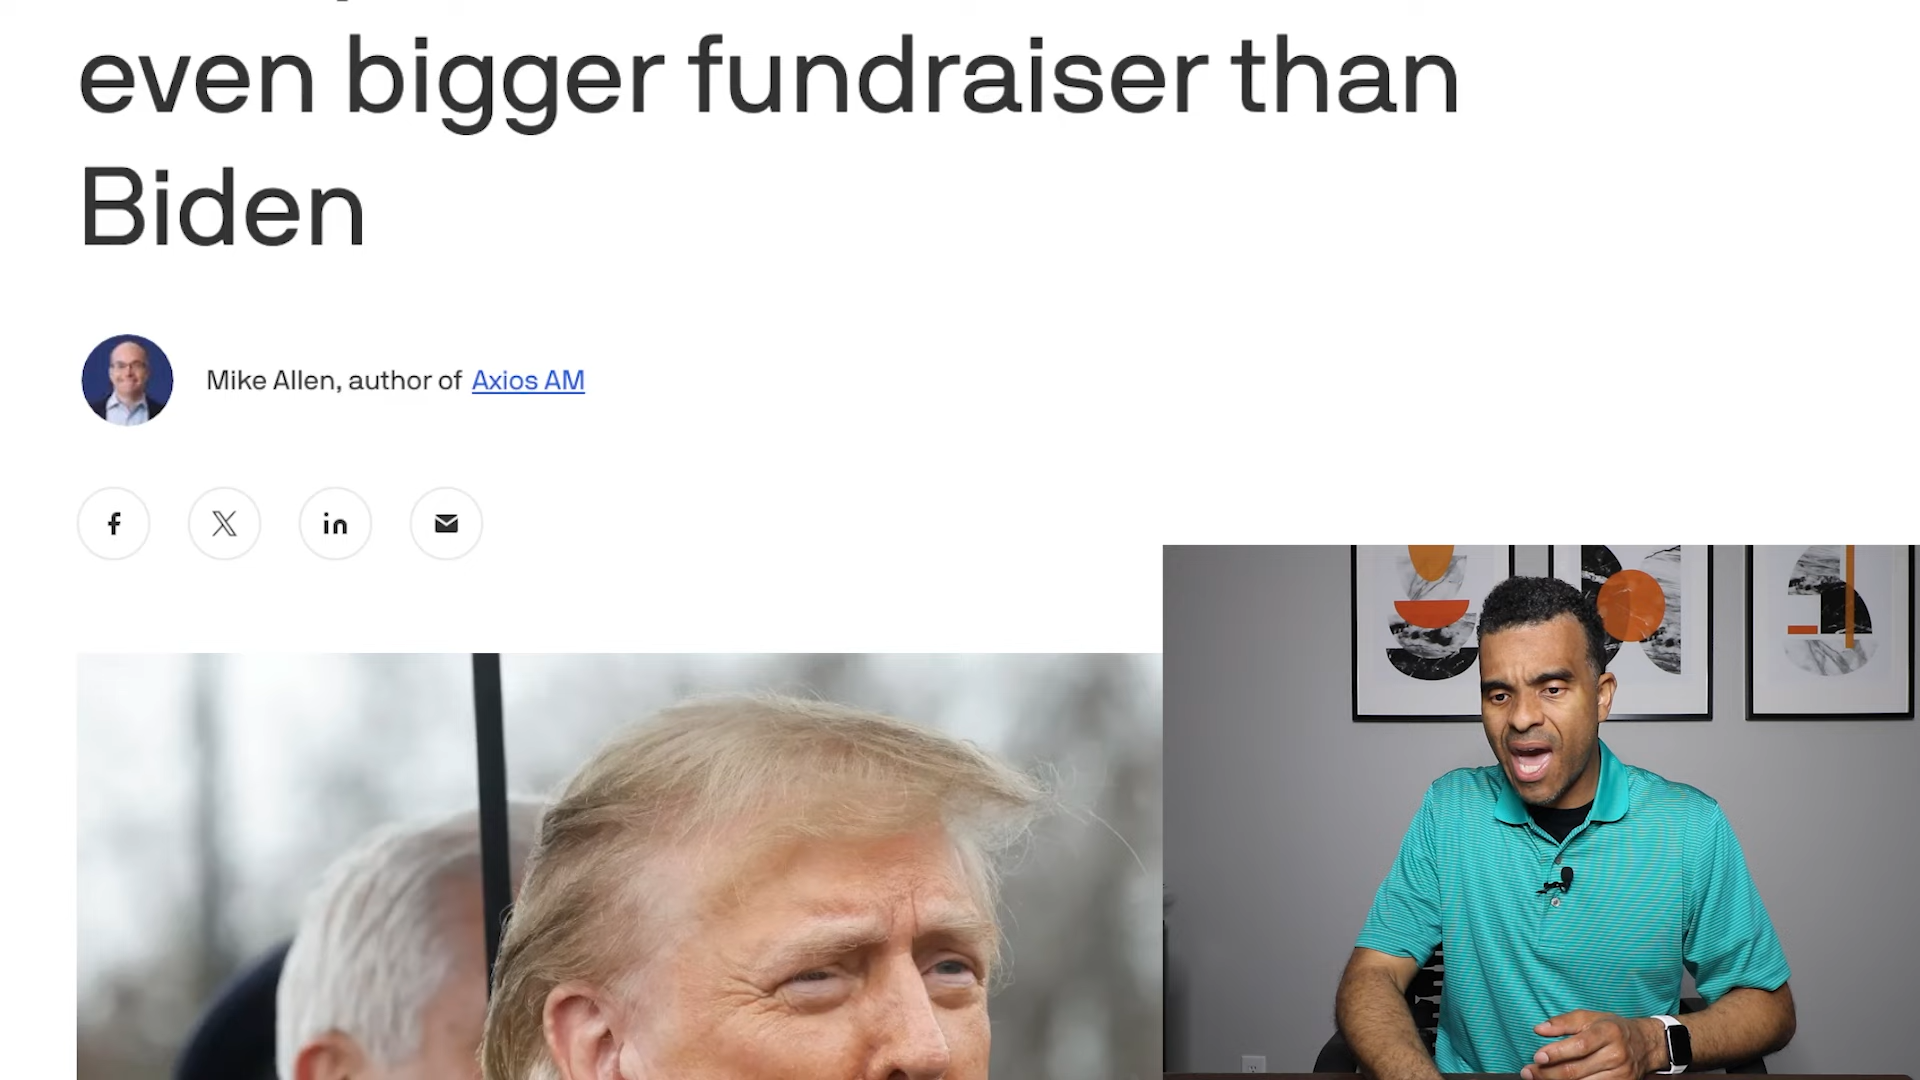 even bigger fundraiser than
Biden
Mike Allen, author of Axios AM